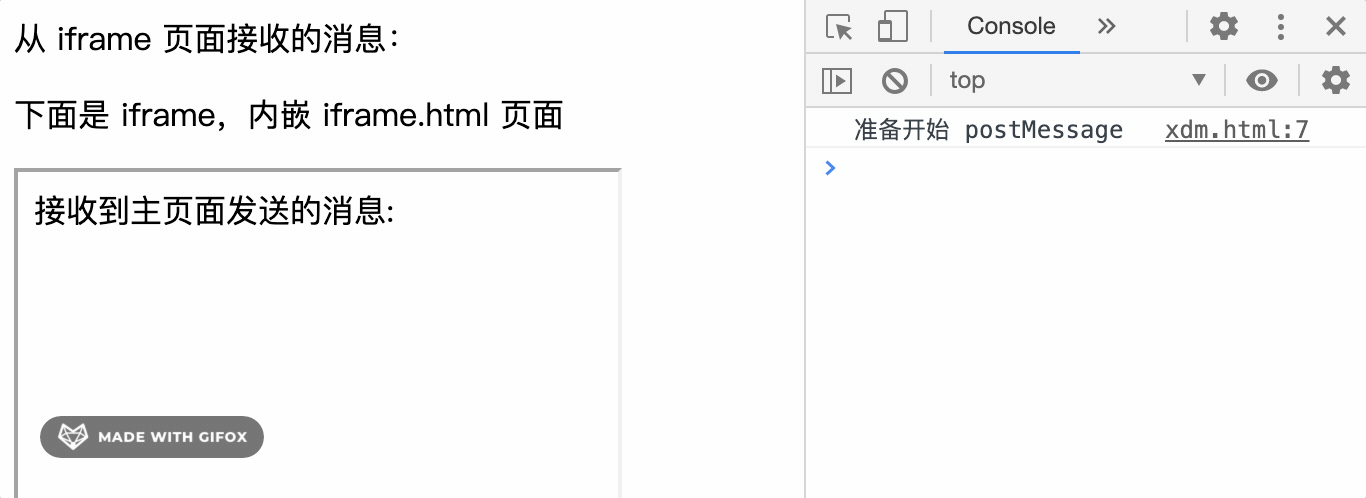 从 iframe 页面接收的消息：
下面是 iframe，内嵌 iframe.html 页面
接收到主页面发送的消息:
MADE WITH GIFOX
Console
top
准备开始 postMessage xdm.html:7